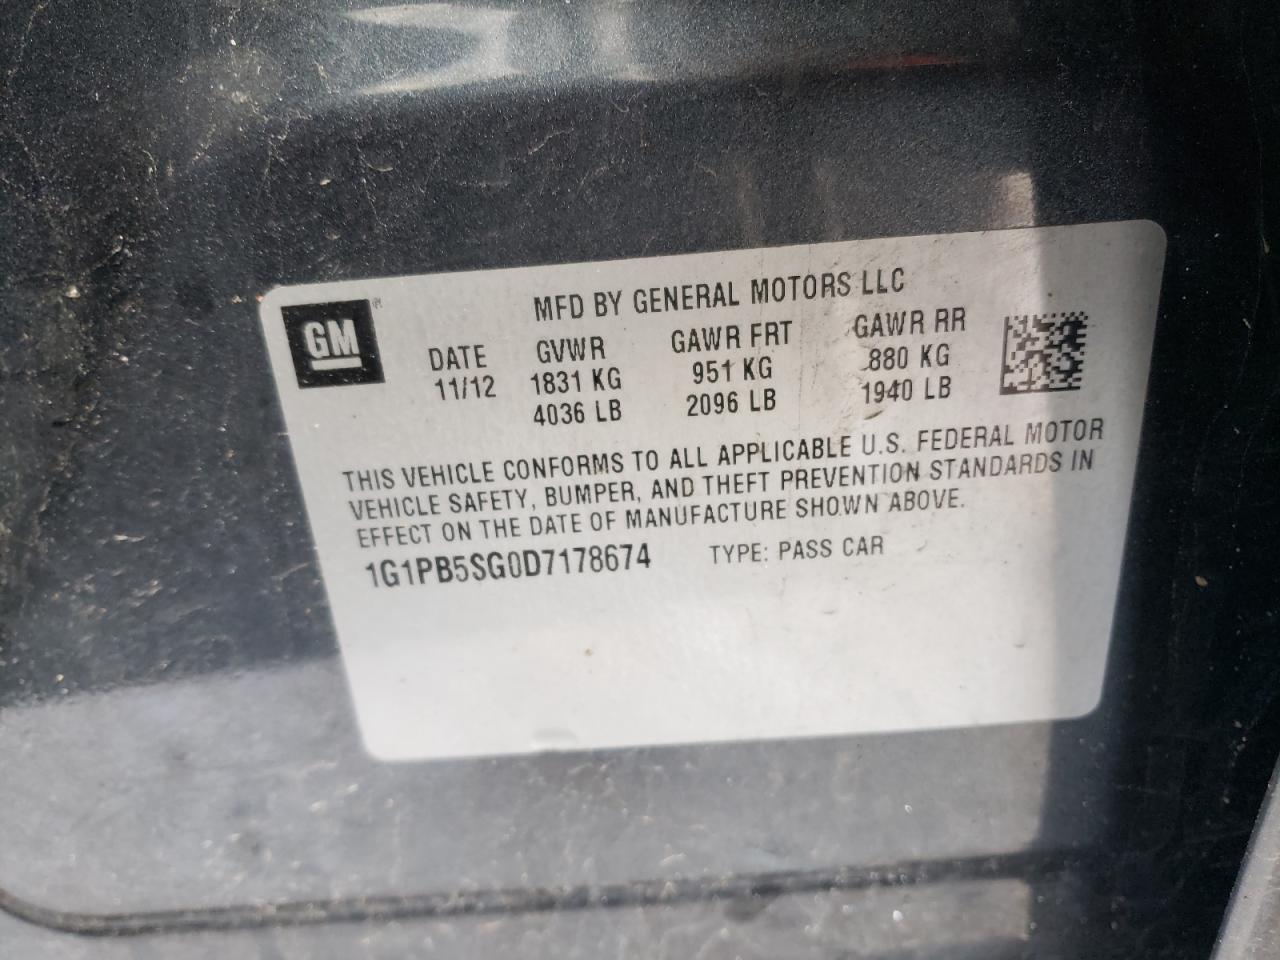 MFD BY GENERAL MOTORS LLC
GM ®
DATE GVWR GAWR FRT GAWR RR
11/12 1831 KG 951 KG 880 KG
4036 LB 2096 LB 1940 LB
THIS VEHICLE CONFORMS TO ALL APPLICABLE U.S. FEDERAL MOTOR
VEHICLE SAFETY, BUMPER, AND THEFT PREVENTION STANDARDS IN
EFFECT ON THE DATE OF MANUFACTURE SHOWN ABOVE.
1G1PB5SG0D7178674 TYPE: PASS CAR